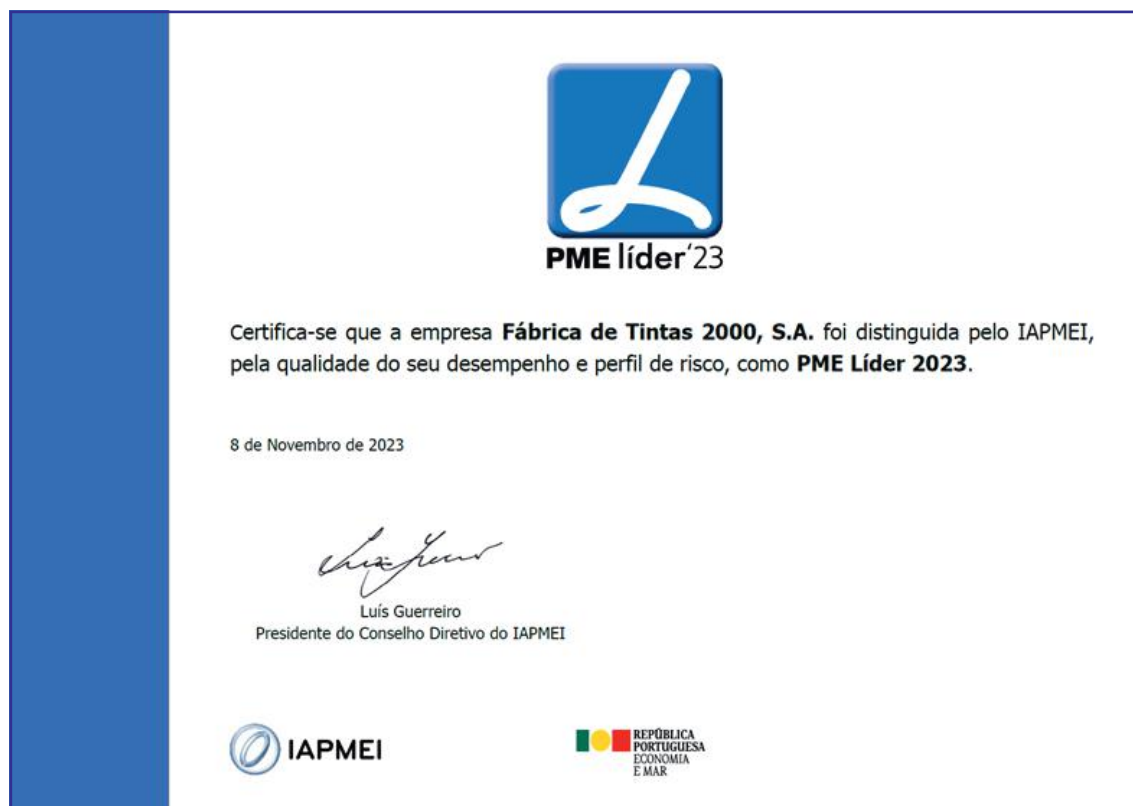 PME líder'23
Certifica-se que a empresa Fábrica de Tintas 2000, S.A. foi distinguida pelo IAPMEI,
pela qualidade do seu desempenho e perfil de risco, como PME Líder 2023.
8 de Novembro de 2023
Luís Guerreiro
Presidente do Conselho Diretivo do IAPMEI
IAPMEI
REPÚBLICA
PORTUGUESA
ECONOMIA
E MAR